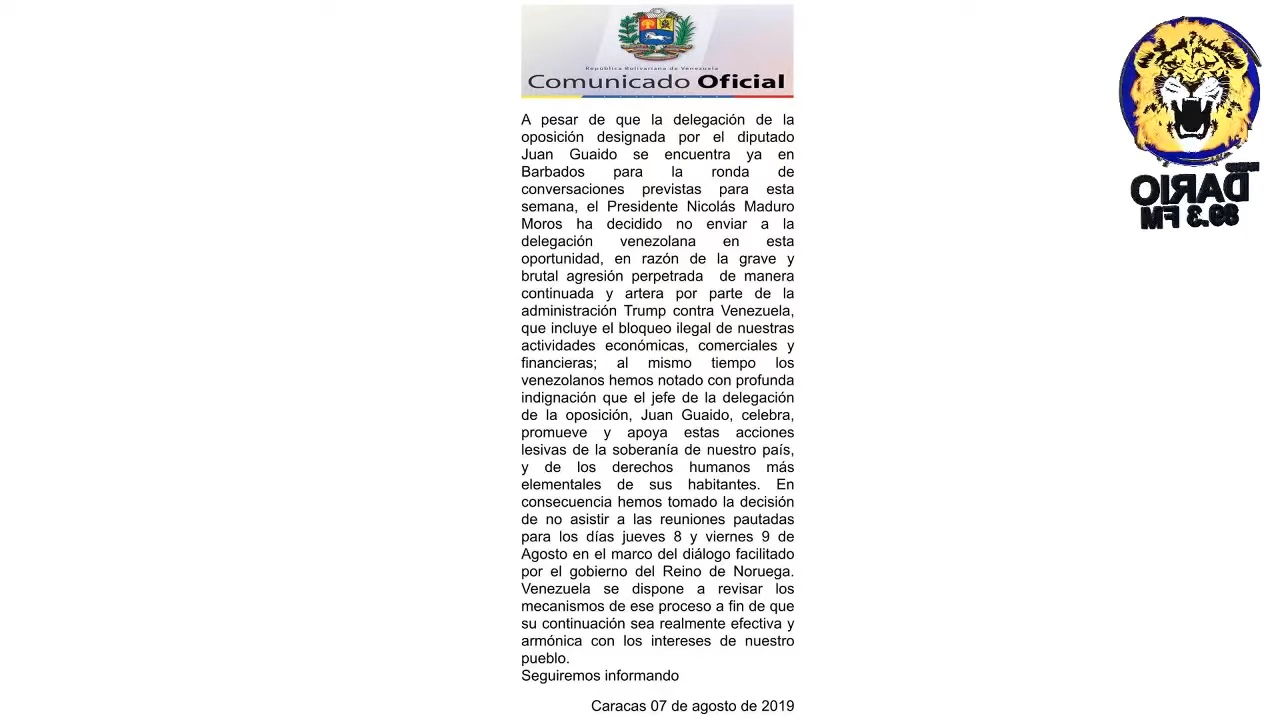 República Bolivariana de Venezuela
Comunicado Oficial
A pesar de que la delegación de la
oposición designada por el diputado
Juan Guaido se encuentra ya en
Barbados para la ronda de
conversaciones previstas para esta
semana, el Presidente Nicolás Maduro
Moros ha decidido no enviar a la
delegación venezolana en esta
oportunidad, en razón de la grave y
brutal agresión perpetrada de manera
continuada y artera por parte de la
administración Trump contra Venezuela,
que incluye el bloqueo ilegal de nuestras
actividades económicas, comerciales y
financieras; al mismo tiempo los
venezolanos hemos notado con profunda
indignación que el jefe de la delegación
de la oposición, Juan Guaido, celebra,
promueve y apoya estas acciones
lesivas de la soberanía de nuestro país,
y de los derechos humanos más
elementales de sus habitantes. En
consecuencia hemos tomado la decisión
de no asistir a las reuniones pautadas
para los días jueves 8 y viernes 9 de
Agosto en el marco del diálogo facilitado
por el gobierno del Reino de Noruega.
Venezuela se dispone a revisar los
mecanismos de ese proceso a fin de que
su continuación sea realmente efectiva y
armónica con los intereses de nuestro
pueblo.
Seguiremos informando
Caracas 07 de agosto de 2019
DARIO
89.3 FM